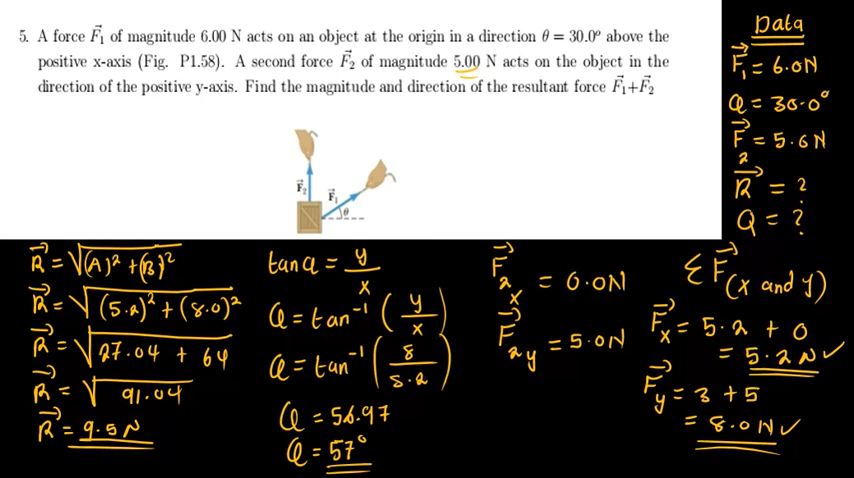 5. A force F⃗₁ of magnitude 6.00 N acts on an object at the origin in a direction θ = 30.0° above the
positive x-axis (Fig. P1.58). A second force F⃗₂ of magnitude 5.00 N acts on the object in the
direction of the positive y-axis. Find the magnitude and direction of the resultant force F⃗₁+F⃗₂
F⃗₂
F⃗₁
θ
Data
F⃗₁ = 6.0N
Q = 30.0°
F⃗₂ = 5.0N
R⃗ = ?
Q = ?
R⃗ = √(A)² + (B)²
R⃗ = √(5.2)² + (8.0)²
R⃗ = √27.04 + 64
R⃗ = √91.04
R⃗ = 9.5N
tanQ = y/x
Q = tan⁻¹ (y/x)
Q = tan⁻¹ (8/5.2)
Q = 56.97
Q = 57°
F⃗₂x = 0.0N
F⃗₂y = 5.0N
ΣF⃗(x and y)
F⃗x = 5.2 + 0
= 5.2N ✓
F⃗y = 3 + 5
= 8.0N ✓